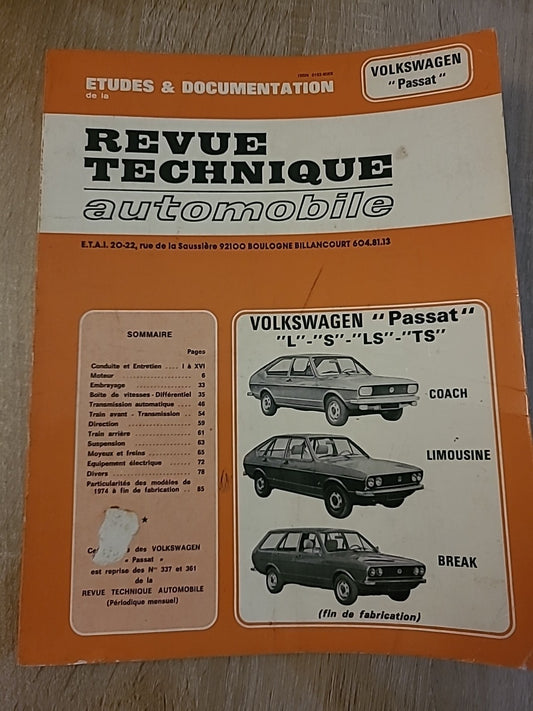 ISSN 0153-906X
VOLKSWAGEN
"Passat"
ETUDES & DOCUMENTATION
de la
REVUE
TECHNIQUE
automobile
E.T.A.I. 20-22, rue de la Saussière 92100 BOULOGNE BILLANCOURT 604.81.13
SOMMAIRE
Pages
Conduite et Entretien .... I à XVI
Moteur .................. 6
Embrayage .............. 33
Boîte de vitesses - Différentiel 35
Transmission automatique .... 46
Train avant - Transmission .. 54
Direction ............... 59
Train arrière ............ 61
Suspension .............. 63
Moyeux et freins ......... 65
Equipement électrique ...... 72
Divers .................. 78
Particularités des modèles de
1974 à fin de fabrication .. 85
★
des VOLKSWAGEN
« Passat »
est reprise des N° 337 et 361
de la
REVUE TECHNIQUE AUTOMOBILE
(Périodique mensuel)
VOLKSWAGEN "Passat"
"L"-"S"-"LS"-"TS"
COACH
LIMOUSINE
BREAK
(fin de fabrication)